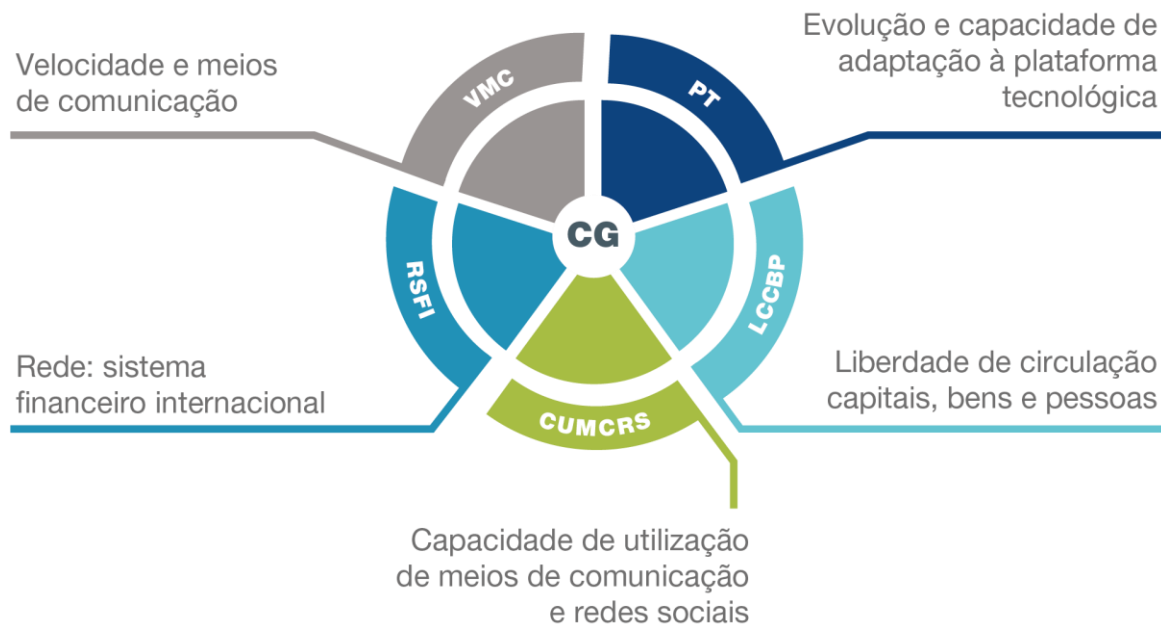 Velocidade e meios
de comunicação
VMC
PT
Evolução e capacidade de
adaptação à plataforma
tecnológica
CG
RSFI
LCCBP
Rede: sistema
financeiro internacional
Liberdade de circulação
capitais, bens e pessoas
CUMCRS
Capacidade de utilização
de meios de comunicação
e redes sociais